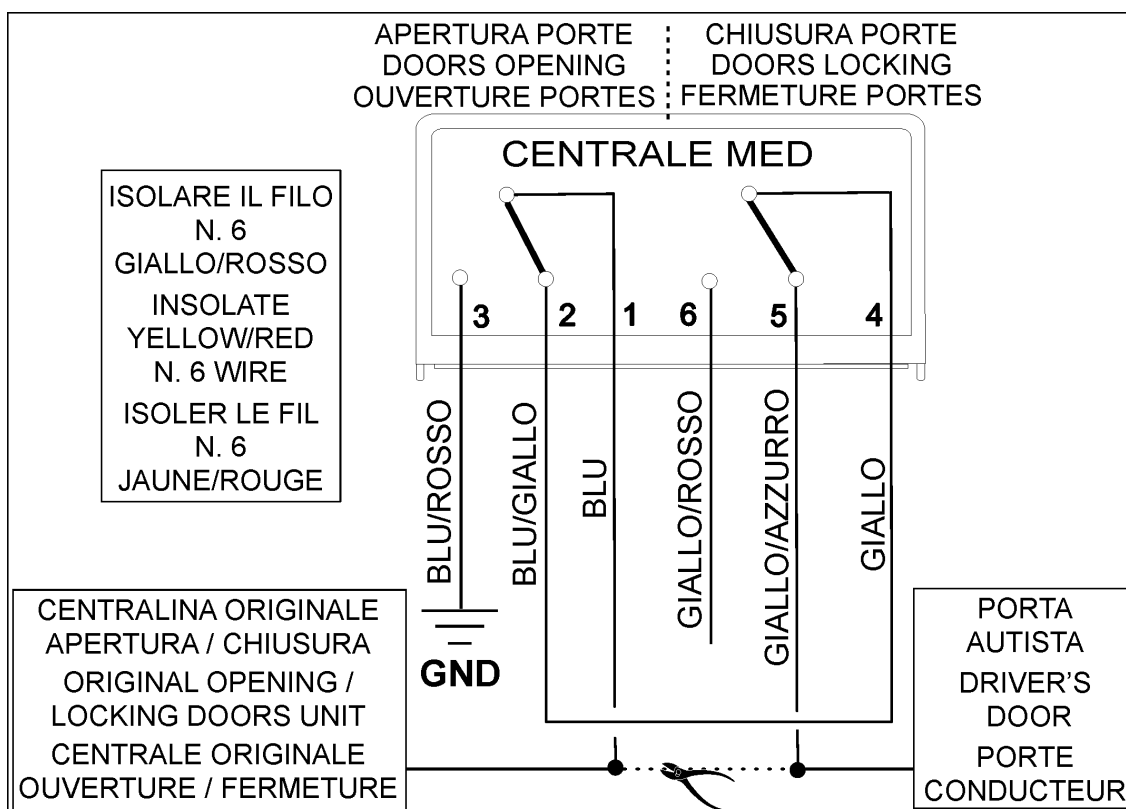 APERTURA PORTE
DOORS OPENING
OUVERTURE PORTES
CHIUSURA PORTE
DOORS LOCKING
FERMETURE PORTES
CENTRALE MED
ISOLARE IL FILO
N. 6
GIALLO/ROSSO
INSOLATE
YELLOW/RED
N. 6 WIRE
ISOLER LE FIL
N. 6
JAUNE/ROUGE
3
2
1
6
5
4
BLU/ROSSO
BLU/GIALLO
BLU
GIALLO/ROSSO
GIALLO/AZZURRO
GIALLO
GND
CENTRALINA ORIGINALE
APERTURA / CHIUSURA
ORIGINAL OPENING /
LOCKING DOORS UNIT
CENTRALE ORIGINALE
OUVERTURE / FERMETURE
PORTA
AUTISTA
DRIVER'S
DOOR
PORTE
CONDUCTEUR